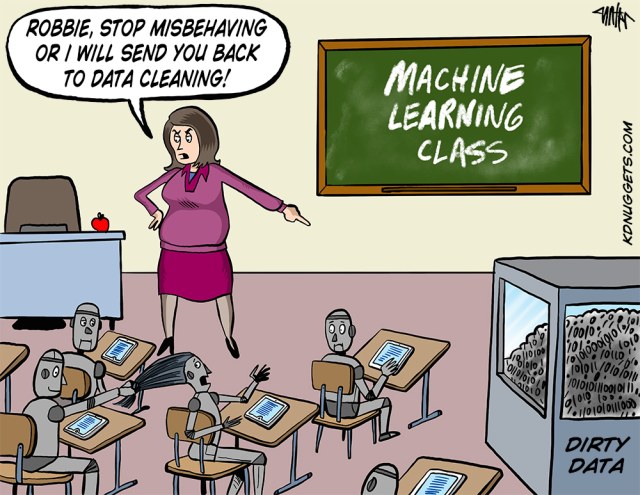 ROBBIE, STOP MISBEHAVING
OR I WILL SEND YOU BACK
TO DATA CLEANING!
MACHINE
LEARNING
CLASS
KDNUGGETS.COM
DIRTY
DATA